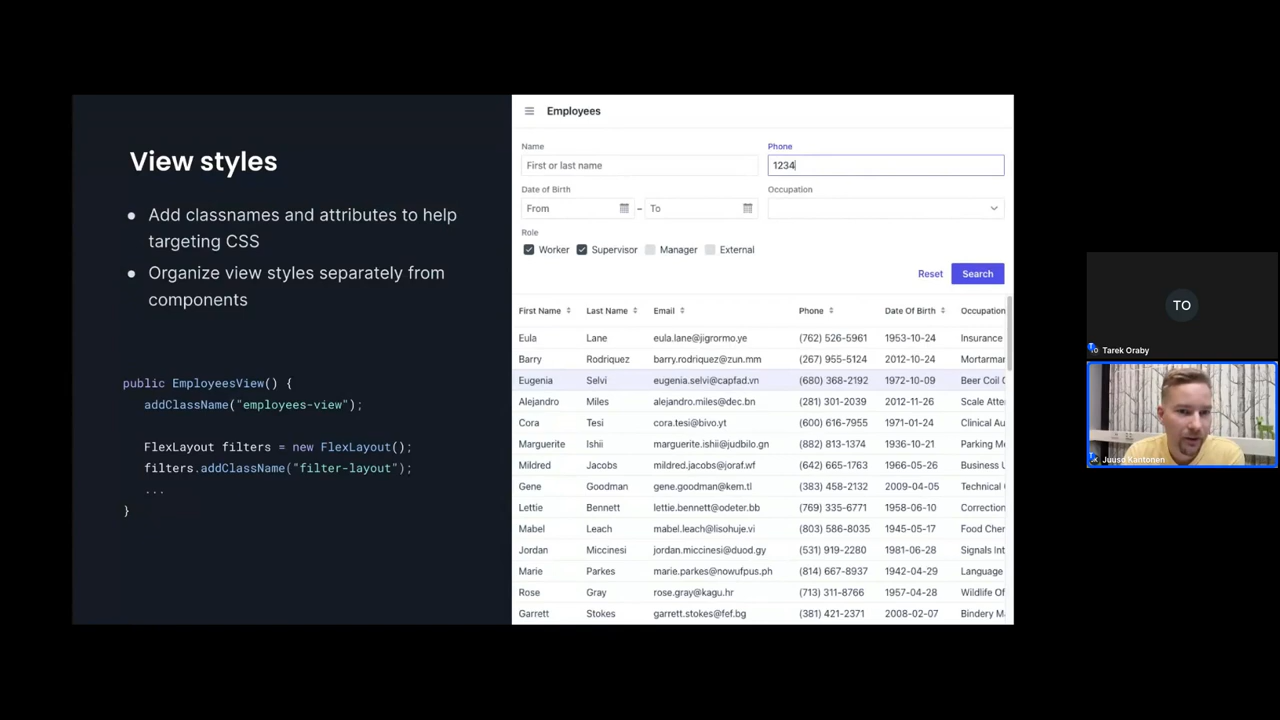 View styles
● Add classnames and attributes to help
targeting CSS
● Organize view styles separately from
components
public EmployeesView() {
addClassName("employees-view");
FlexLayout filters = new FlexLayout();
filters.addClassName("filter-layout");
...
}
Employees
Name Phone
First or last name 1234
Date of Birth Occupation
From – To
Role
Worker Supervisor Manager External
Reset Search
First Name Last Name Email Phone Date Of Birth Occupation
Eula Lane eula.lane@jigrormo.ye (762) 526-5961 1953-10-24 Insurance
Barry Rodriquez barry.rodriquez@zun.mm (267) 955-5124 2012-10-24 Mortarman
Eugenia Selvi eugenia.selvi@capfad.vn (680) 368-2192 1972-10-09 Beer Coil C
Alejandro Miles alejandro.miles@dec.bn (281) 301-2039 2012-11-26 Scale Atte
Cora Tesi cora.tesi@bivo.yt (600) 616-7955 1971-01-24 Covering M
Marguerite Ishii marguerite.ishii@judbilo.gn (882) 813-1374 1936-10-21 Parking Me
Mildred Jacobs mildred.jacobs@joraf.wf (642) 665-1763 1966-05-26 Business U
Gene Goodman gene.goodman@kem.tl (383) 458-2132 2009-04-05 Technical
Lettie Bennett lettie.bennett@odeter.bb (769) 335-6771 1958-06-10 Correction
Mabel Leach mabel.leach@lisohuje.vi (803) 586-8035 1945-05-17 Food Cher
Jordan Miccinesi jordan.miccinesi@duod.gy (531) 919-2280 1981-06-28 Signals Int
Marie Parkes marie.parkes@nowufpus.ph (814) 667-8937 1942-04-29 Language
Rose Gray rose.gray@kagu.hr (713) 311-8766 1957-04-28 Wildlife Of
Garrett Stokes garrett.stokes@fef.bg (381) 421-2371 2008-02-07 Bindery M
TO
Tarek Oraby
Juuso Kantonen